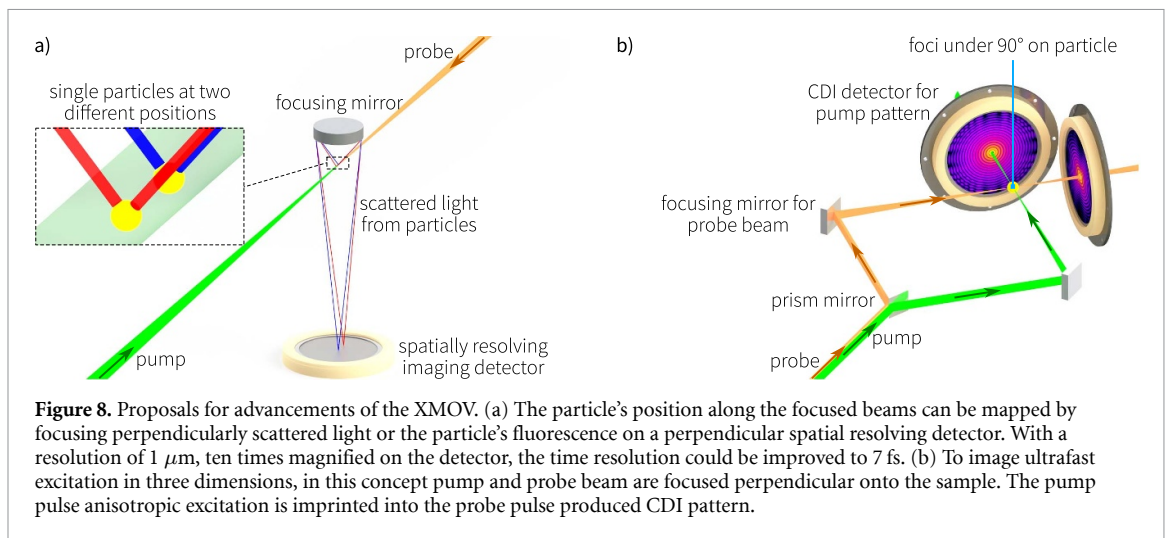 a)
probe
single particles at two
different positions
focusing mirror
scattered light
from particles
pump
spatially resolving
imaging detector
b)
foci under 90° on particle
CDI detector for
pump pattern
focusing mirror for
probe beam
prism mirror
probe
pump
Figure 8. Proposals for advancements of the XMOV. (a) The particle’s position along the focused beams can be mapped by
focusing perpendicularly scattered light or the particle’s fluorescence on a perpendicular spatial resolving detector. With a
resolution of 1 μm, ten times magnified on the detector, the time resolution could be improved to 7 fs. (b) To image ultrafast
excitation in three dimensions, in this concept pump and probe beam are focused perpendicular onto the sample. The pump
pulse anisotropic excitation is imprinted into the probe pulse produced CDI pattern.